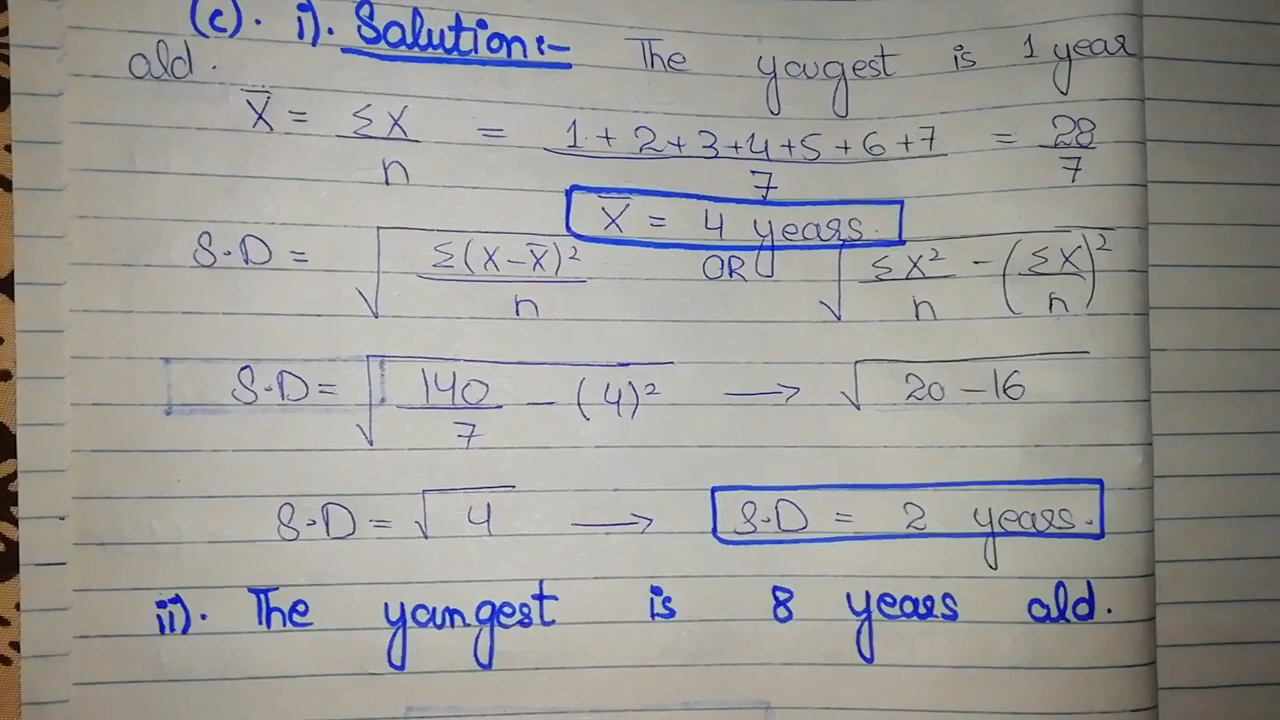 (c). i). Salution:- The yougest is 1 year
ald.
X̄ = ΣX/n = 1+2+3+4+5+6+7/7 = 28/7
X̄ = 4 years.
S.D = √(Σ(X-X̄)²/n) OR √(ΣX²/n - (ΣX/n)²)
S.D = √(140/7 - (4)²) → √(20-16)
S.D = √4 → S.D = 2 years.
ii). The yangest is 8 years ald.